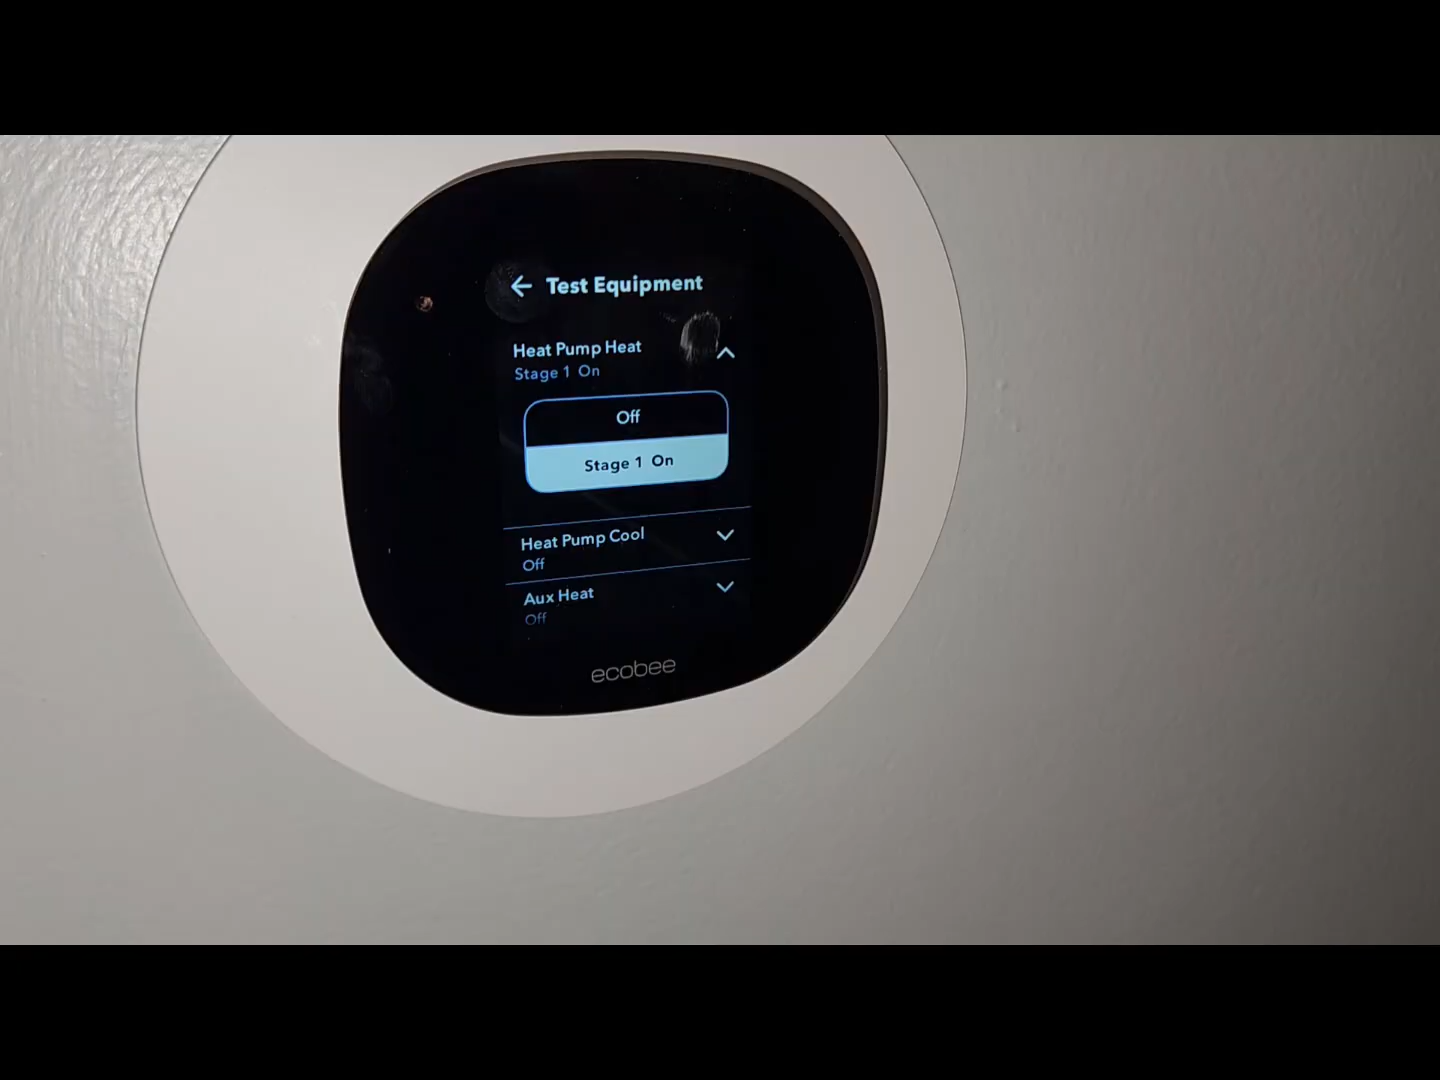 Test Equipment
Heat Pump Heat
Stage 1 On
Off
Stage 1 On
Heat Pump Cool
Off
Aux Heat
Off
ecobee